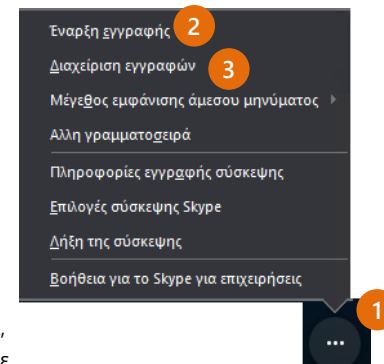 Έναρξη εγγραφής 2
Διαχείριση εγγραφών 3
Μέγεθος εμφάνισης άμεσου μηνύματος
Αλλη γραμματοσειρά
Πληροφορίες εγγραφής σύσκεψης
Επιλογές σύσκεψης Skype
Λήξη της σύσκεψης
Βοήθεια για το Skype για επιχειρήσεις
1
,
...
ε